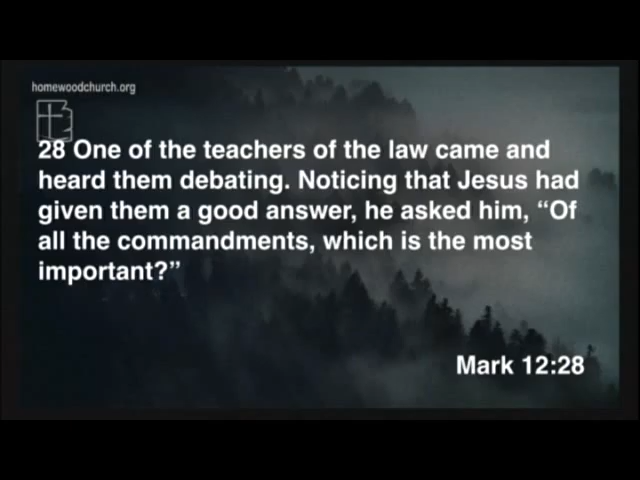 homewoodchurch.org
28 One of the teachers of the law came and
heard them debating. Noticing that Jesus had
given them a good answer, he asked him, “Of
all the commandments, which is the most
important?”
Mark 12:28